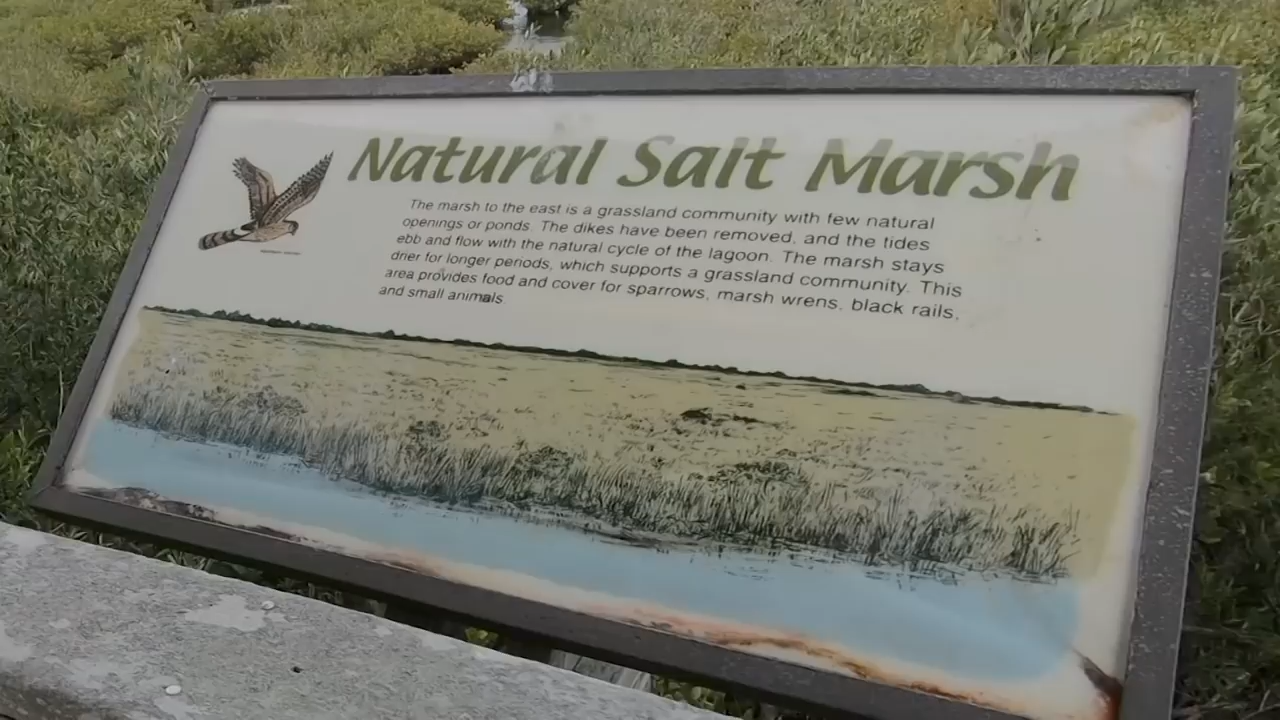 Natural Salt Marsh
The marsh to the east is a grassland community with few natural
openings or ponds. The dikes have been removed, and the tides
ebb and flow with the natural cycle of the lagoon. The marsh stays
drier for longer periods, which supports a grassland community. This
area provides food and cover for sparrows, marsh wrens, black rails,
and small animals.